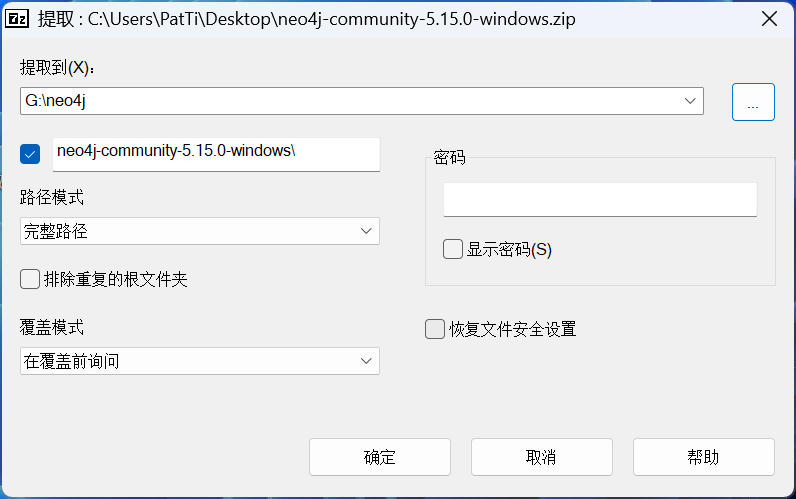 提取 : C:\Users\PatTi\Desktop\neo4j-community-5.15.0-windows.zip
提取到(X)：
G:\neo4j
...
neo4j-community-5.15.0-windows\
密码
路径模式
完整路径
显示密码(S)
排除重复的根文件夹
覆盖模式
恢复文件安全设置
在覆盖前询问
确定
取消
帮助